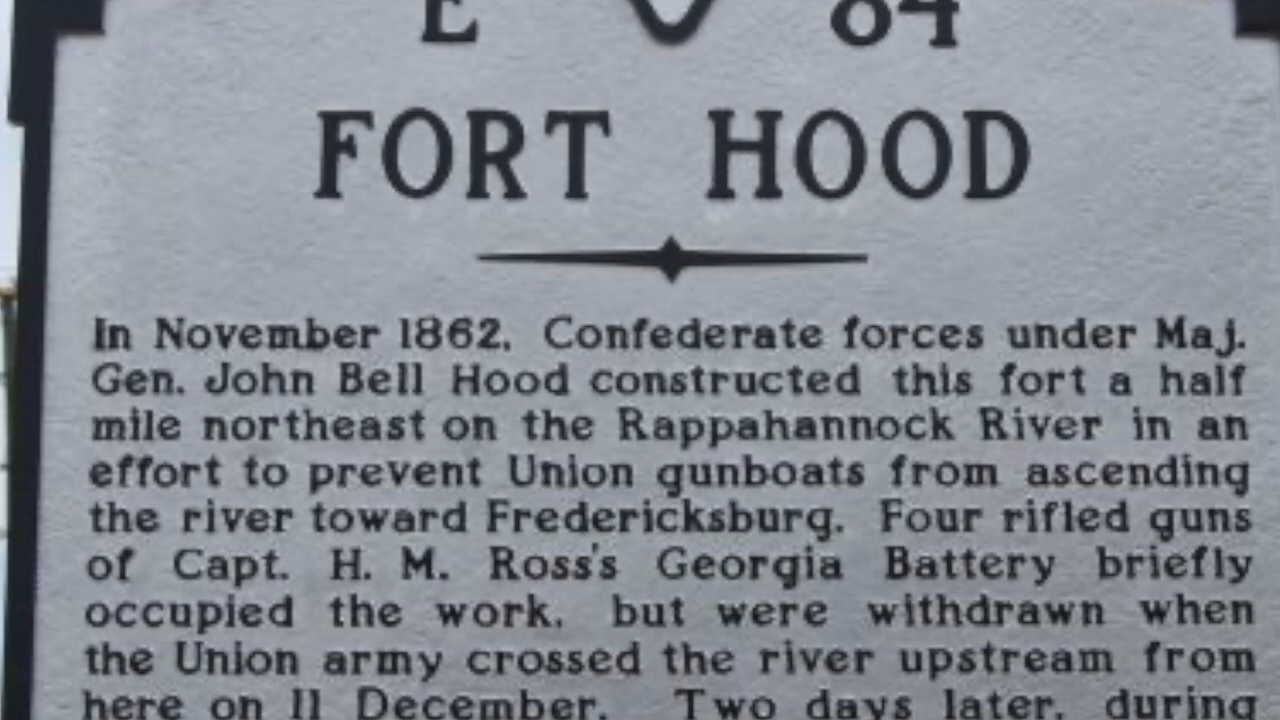 E 84
FORT HOOD
In November 1862, Confederate forces under Maj.
Gen. John Bell Hood constructed this fort a half
mile northeast on the Rappahannock River in an
effort to prevent Union gunboats from ascending
the river toward Fredericksburg. Four rifled guns
of Capt. H. M. Ross's Georgia Battery briefly
occupied the work, but were withdrawn when
the Union army crossed the river upstream from
here on 11 December. Two days later, during